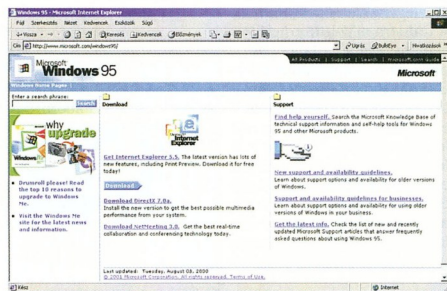 Windows 95 - Microsoft Internet Explorer
Fájl Szerkesztés Nézet Kedvencek Eszközök Súgó
Vissza Keresés Kedvencek Előzmények
Cím http://www.microsoft.com/windows95/ Ugrás Hivatkozások
All Products | Support | Search | microsoft.com Guide
Microsoft
Windows 95
Microsoft
Windows Home Pages |
Enter a search phrase:
Search
why
upgrade
Drumroll please! Read
the top 10 reasons to
upgrade to Windows
Me.
Visit the Windows Me
site for the latest news
and information.
Download
Microsoft
Internet
Explorer
Get Internet Explorer 5.5. The latest version has lots of
new features, including Print Preview. Download it for free
today!
Download
Download DirectX 7.0a.
Install the new version to get the best possible multimedia
performance from your system.
Download NetMeeting 3.0. Get the best real-time
collaboration and conferencing technology today.
Support
Find help yourself. Search the Microsoft Knowledge Base of
technical support information and self-help tools for Windows
95 and other Microsoft products.
New support and availability guidelines.
Learn about support options and availability for older versions
of Windows.
Support and availability guidelines for businesses.
Learn about support options and availability for using older
versions of Windows in your business.
Get the latest info. Check the list of new and recently
updated Microsoft Support articles that answer frequently
asked questions about using Windows 95.
Last updated: Tuesday, August 08, 2000
© 2001 Microsoft Corporation. All rights reserved. Terms of Use.
Kész Internet